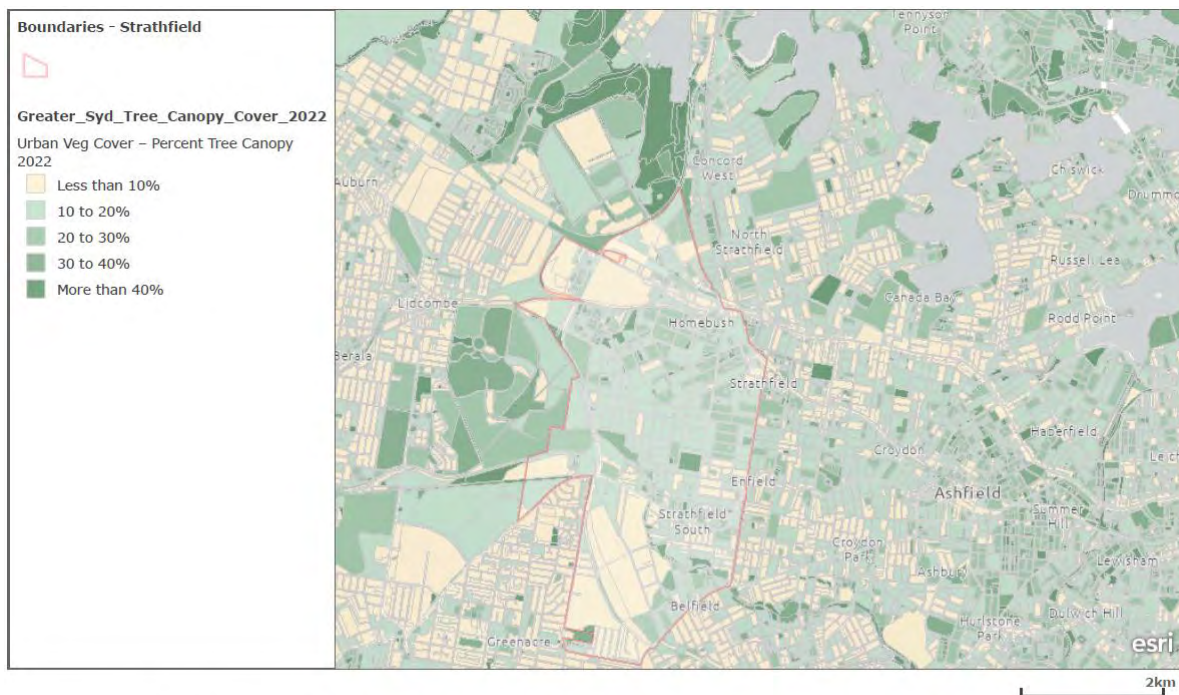 Boundaries - Strathfield
Greater_Syd_Tree_Canopy_Cover_2022
Urban Veg Cover – Percent Tree Canopy
2022
Less than 10%
10 to 20%
20 to 30%
30 to 40%
More than 40%
Tennyson
Point
Concord
West
Chiswick
Auburn
Drummo
North
Strathfield
Russell Lea
Lidcombe
Canada Bay
Rodd Point
Homebush
Berala
Strathfield
Haberfield
Croydon
Leich
Enfield
Ashfield
Strathfield
South
Summer
Hill
Croydon
Park
Lewisham
Ashbury
Belfield
Dulwich Hill
Hurlstone
Park
Greenacre
esri
2km